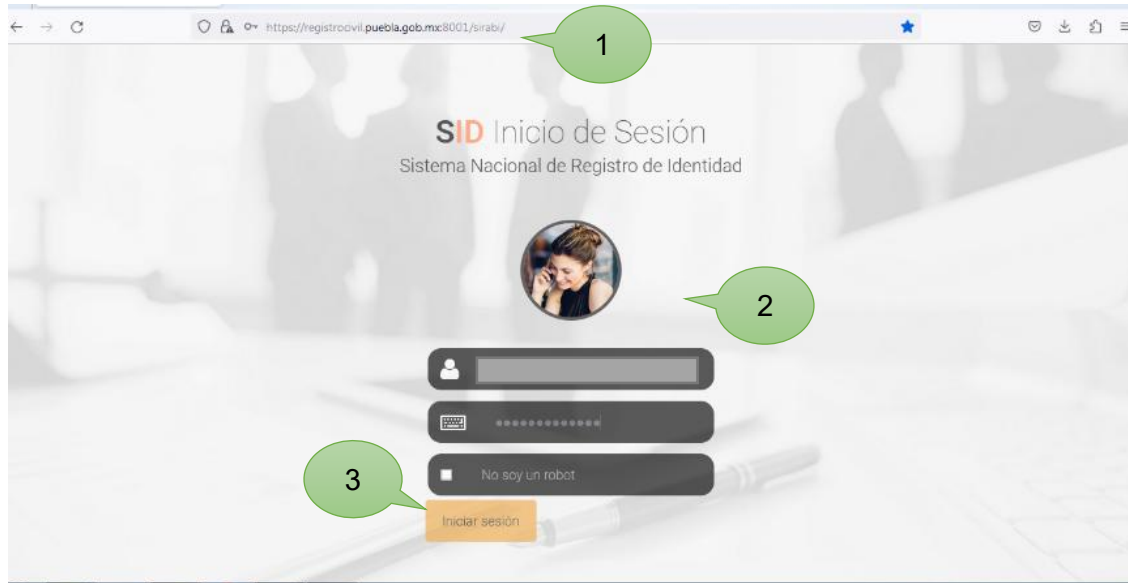 https://registrocivil.puebla.gob.mx:8001/sirabi/
1
SID Inicio de Sesión
Sistema Nacional de Registro de Identidad
2
No soy un robot
3
Iniciar sesión